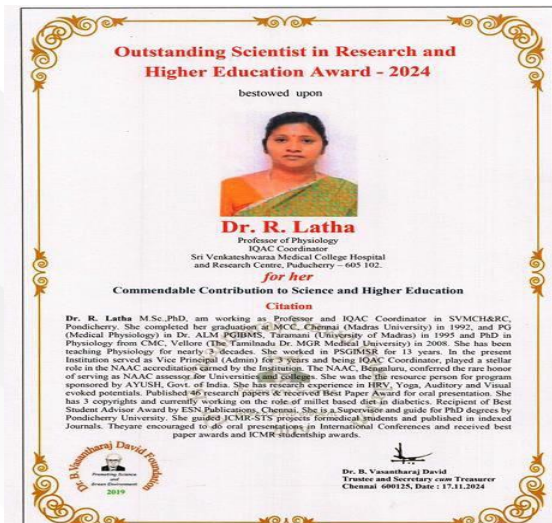 Outstanding Scientist in Research and
Higher Education Award - 2024
bestowed upon
Dr. R. Latha
Professor of Physiology
IQAC Coordinator
Sri Venkateshwaraa Medical College Hospital
and Research Centre, Puducherry – 605 102.
for her
Commendable Contribution to Science and Higher Education
Citation
Dr. R. Latha M.Sc.,PhD, am working as Professor and IQAC Coordinator in SVMCH&RC,
Pondicherry. She completed her graduation at MCC, Chennai (Madras University) in 1992, and PG
(Medical Physiology) in Dr. ALM PGIBMS, Taramani (University of Madras) in 1995 and PhD in
Physiology from CMC, Vellore (The Tamilnadu Dr. MGR Medical University) in 2008. She has been
teaching Physiology for nearly 3 decades. She worked in PSGIMSR for 13 years. In the present
Institution served as Vice Principal (Admin) for 3 years and being IQAC Coordinator, played a stellar
role in the NAAC accreditation earned by the Institution. The NAAC, Bengaluru, conferred the rare honor
of serving as NAAC assessor for Universities and college. She was the resource person for program
sponsored by AYUSH, Govt. of India. She has research experience in HRV, Yoga, Auditory and Visual
evoked potentials. Published 46 research papers & received Best Paper Award for oral presentation. She
has 3 copyrights and currently working on the role of millet based diet in diabetics. Recipient of Best
Student Advisor Award by ESN Publications, Chennai. She is a Supervisor and guide for PhD degrees by
Pondicherry University. She guided ICMR-STS projects formedical students and published in indexed
Journals. Theyare encouraged to do oral presentation in International Conferences and received best
paper awards and ICMR studentship awards.
Dr. B. Vasantharaj David Foundation
Promoting Science
and
Green Environment
2019
Dr. B. Vasantharaj David
Trustee and Secretary cum Treasurer
Chennai 600125, Date : 17.11.2024